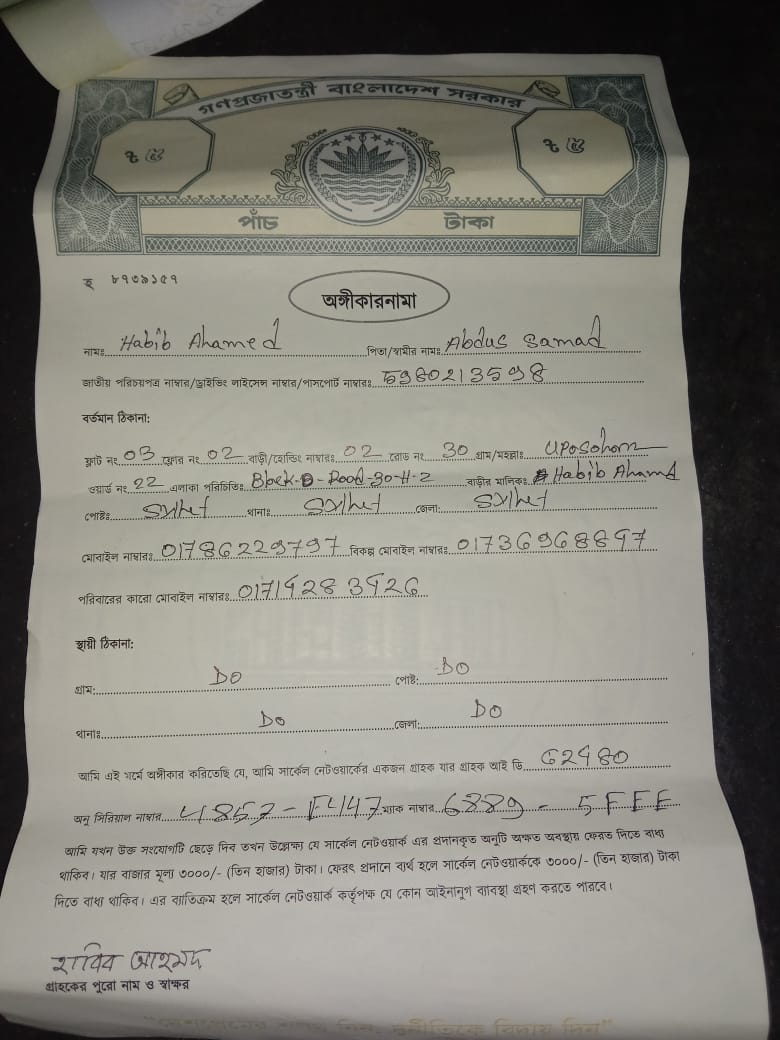 গণপ্রজাতন্ত্রী বাংলাদেশ সরকার
৳ ৫ ৳ ৫
পাঁচ টাকা
হ ৮৭৩৯১৫৭
অঙ্গীকারনামা
নামঃ Habib Ahamed পিতা/স্বামীর নামঃ Abdus Samad
জাতীয় পরিচয়পত্র নাম্বার/ড্রাইভিং লাইসেন্স নাম্বার/পাসপোর্ট নাম্বারঃ 5980213598
বর্তমান ঠিকানা:
ফ্লাট নং 03 ফ্লোর নং 02 বাড়ী/হোল্ডিং নাম্বারঃ 02 রোড নং 30 গ্রাম/মহল্লাঃ Uposohom
ওয়ার্ড নং 22 এলাকা পরিচিতিঃ Block-D-Road-30-H-2 বাড়ীর মালিকঃ Habib Ahamd
পোষ্টঃ Sylhet থানাঃ Sylhet জেলা: Sylhet
মোবাইল নাম্বারঃ 01786229797 বিকল্প মোবাইল নাম্বারঃ 01736968897
পরিবারের কারো মোবাইল নাম্বারঃ 01719283926
স্থায়ী ঠিকানা:
গ্রাম: DO পোষ্ট: DO
থানাঃ DO জেলা: DO
আমি এই মর্মে অঙ্গীকার করিতেছি যে, আমি সার্কেল নেটওয়ার্কের একজন গ্রাহক যার গ্রাহক আই ডি 62980
অনু সিরিয়াল নাম্বার 4857-F447 ম্যাক নাম্বার 6889-5FEE
আমি যখন উক্ত সংযোগটি ছেড়ে দিব তখন উল্লেক্ষ্য যে সার্কেল নেটওয়ার্ক এর প্রদানকৃত অনুটি অক্ষত অবস্থায় ফেরত দিতে বাধ্য
থাকিব। যার বাজার মূল্য ৩০০০/- (তিন হাজার) টাকা। ফেরৎ প্রদানে ব্যর্থ হলে সার্কেল নেটওয়ার্ককে ৩০০০/- (তিন হাজার) টাকা
দিতে বাধ্য থাকিব। এর ব্যতিক্রম হলে সার্কেল নেটওয়ার্ক কর্তৃপক্ষ যে কোন আইনানুগ ব্যবস্থা গ্রহণ করতে পারবে।
হাবিব আহমদ
গ্রাহকের পুরো নাম ও স্বাক্ষর